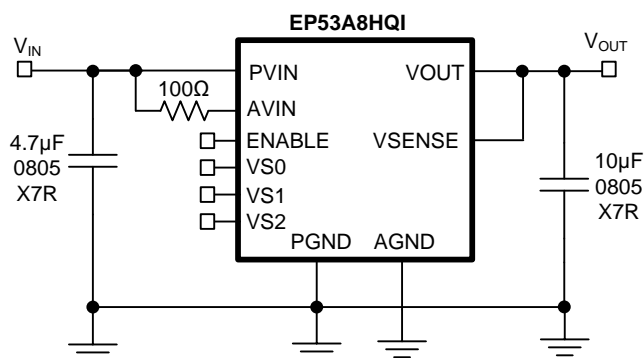 EP53A8HQI
VIN
VOUT
100Ω
PVIN
AVIN
ENABLE
VS0
VS1
VS2
VOUT
VSENSE
PGND
AGND
4.7µF
0805
X7R
10µF
0805
X7R